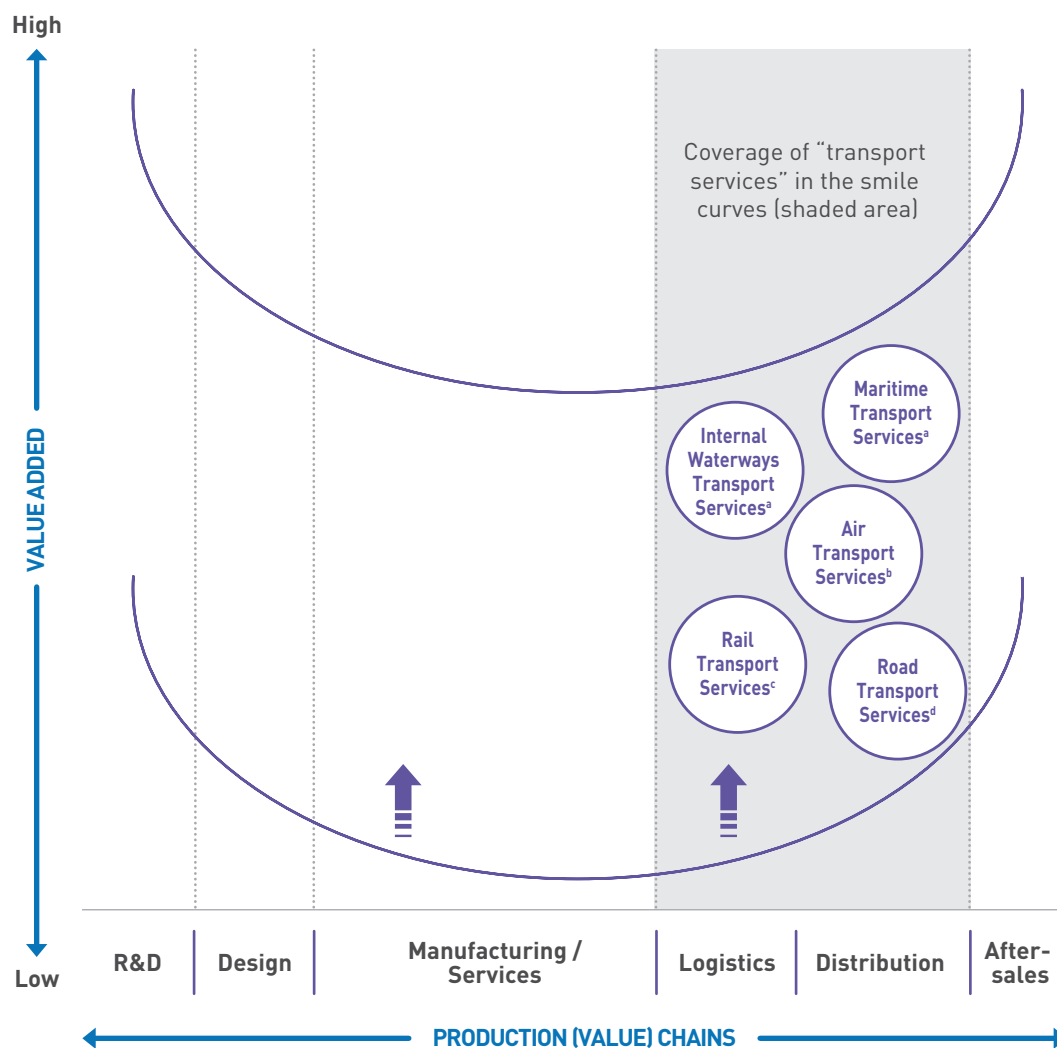 High
Coverage of “transport
services” in the smile
curves (shaded area)
Maritime
Transport
Servicesᵃ
Internal
Waterways
Transport
Servicesᵃ
Air
Transport
Servicesᵇ
Rail
Transport
Servicesᶜ
Road
Transport
Servicesᵈ
VALUE ADDED
Low
R&D
Design
Manufacturing /
Services
Logistics
Distribution
After-
sales
PRODUCTION (VALUE) CHAINS